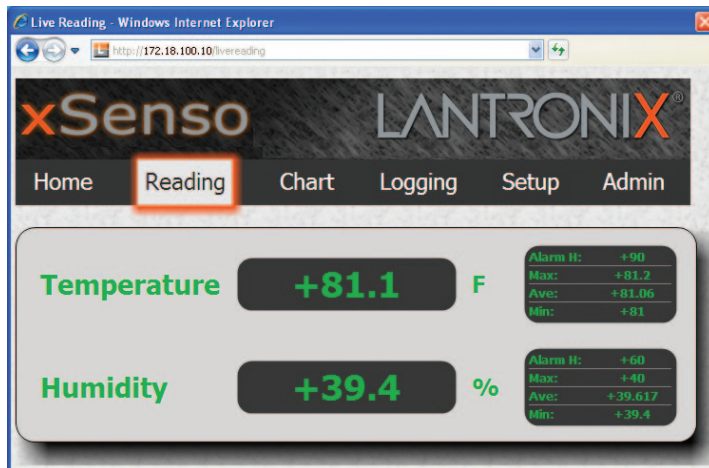 Live Reading - Windows Internet Explorer
http://172.18.100.10/livereading
xSenso LANTRONIX®
Home Reading Chart Logging Setup Admin
Temperature +81.1 F
Alarm H: +90
Max: +81.2
Ave: +81.06
Min: +81
Humidity +39.4 %
Alarm H: +60
Max: +40
Ave: +39.617
Min: +39.4